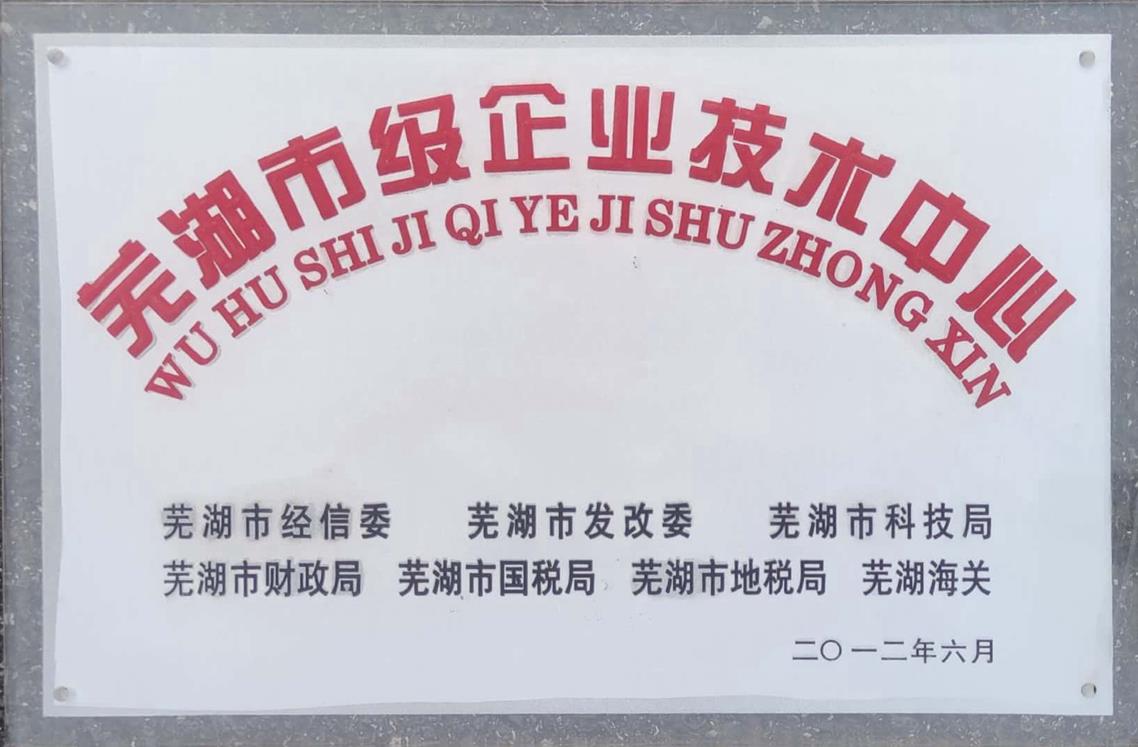 芜湖市级企业技术中心
WU HU SHI JI QI YE JI SHU ZHONG XIN
芜湖市经信委 芜湖市发改委 芜湖市科技局
芜湖市财政局 芜湖市国税局 芜湖市地税局 芜湖海关
二〇一二年六月